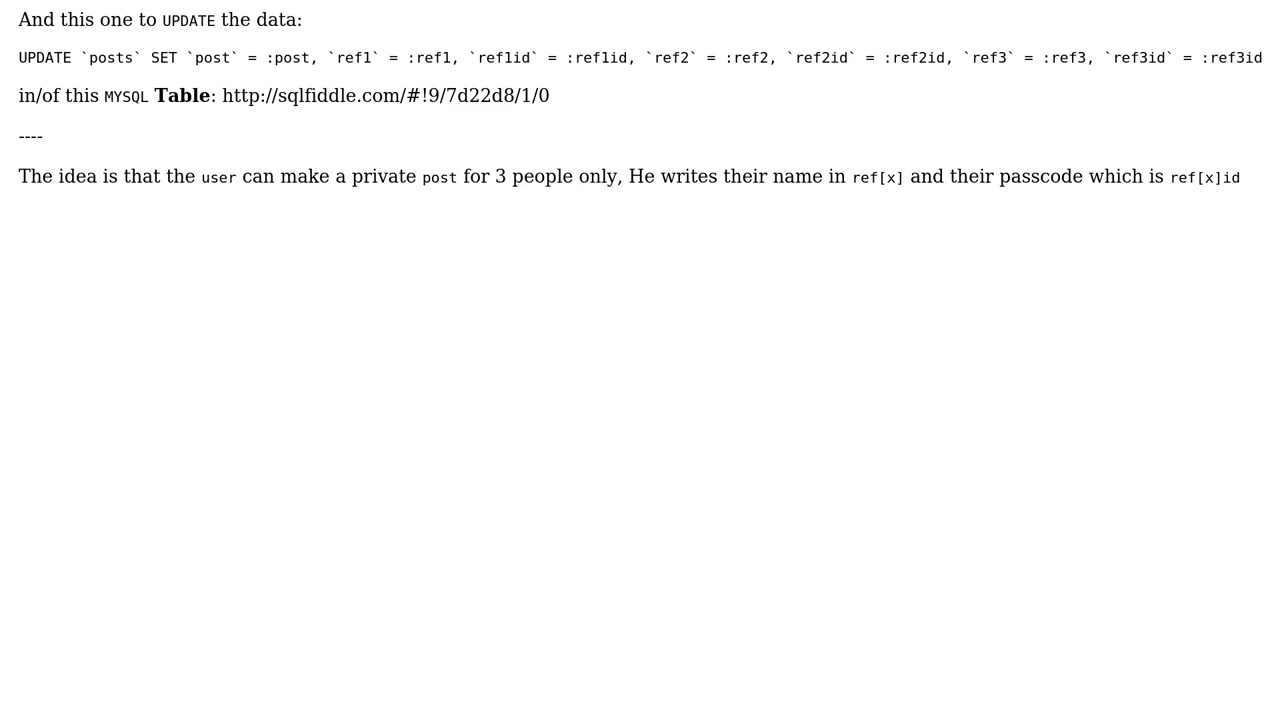 And this one to UPDATE the data:
UPDATE `posts` SET `post` = :post, `ref1` = :ref1, `ref1id` = :ref1id, `ref2` = :ref2, `ref2id` = :ref2id, `ref3` = :ref3, `ref3id` = :ref3id
in/of this MYSQL Table: http://sqlfiddle.com/#!9/7d22d8/1/0
----
The idea is that the user can make a private post for 3 people only, He writes their name in ref[x] and their passcode which is ref[x]id